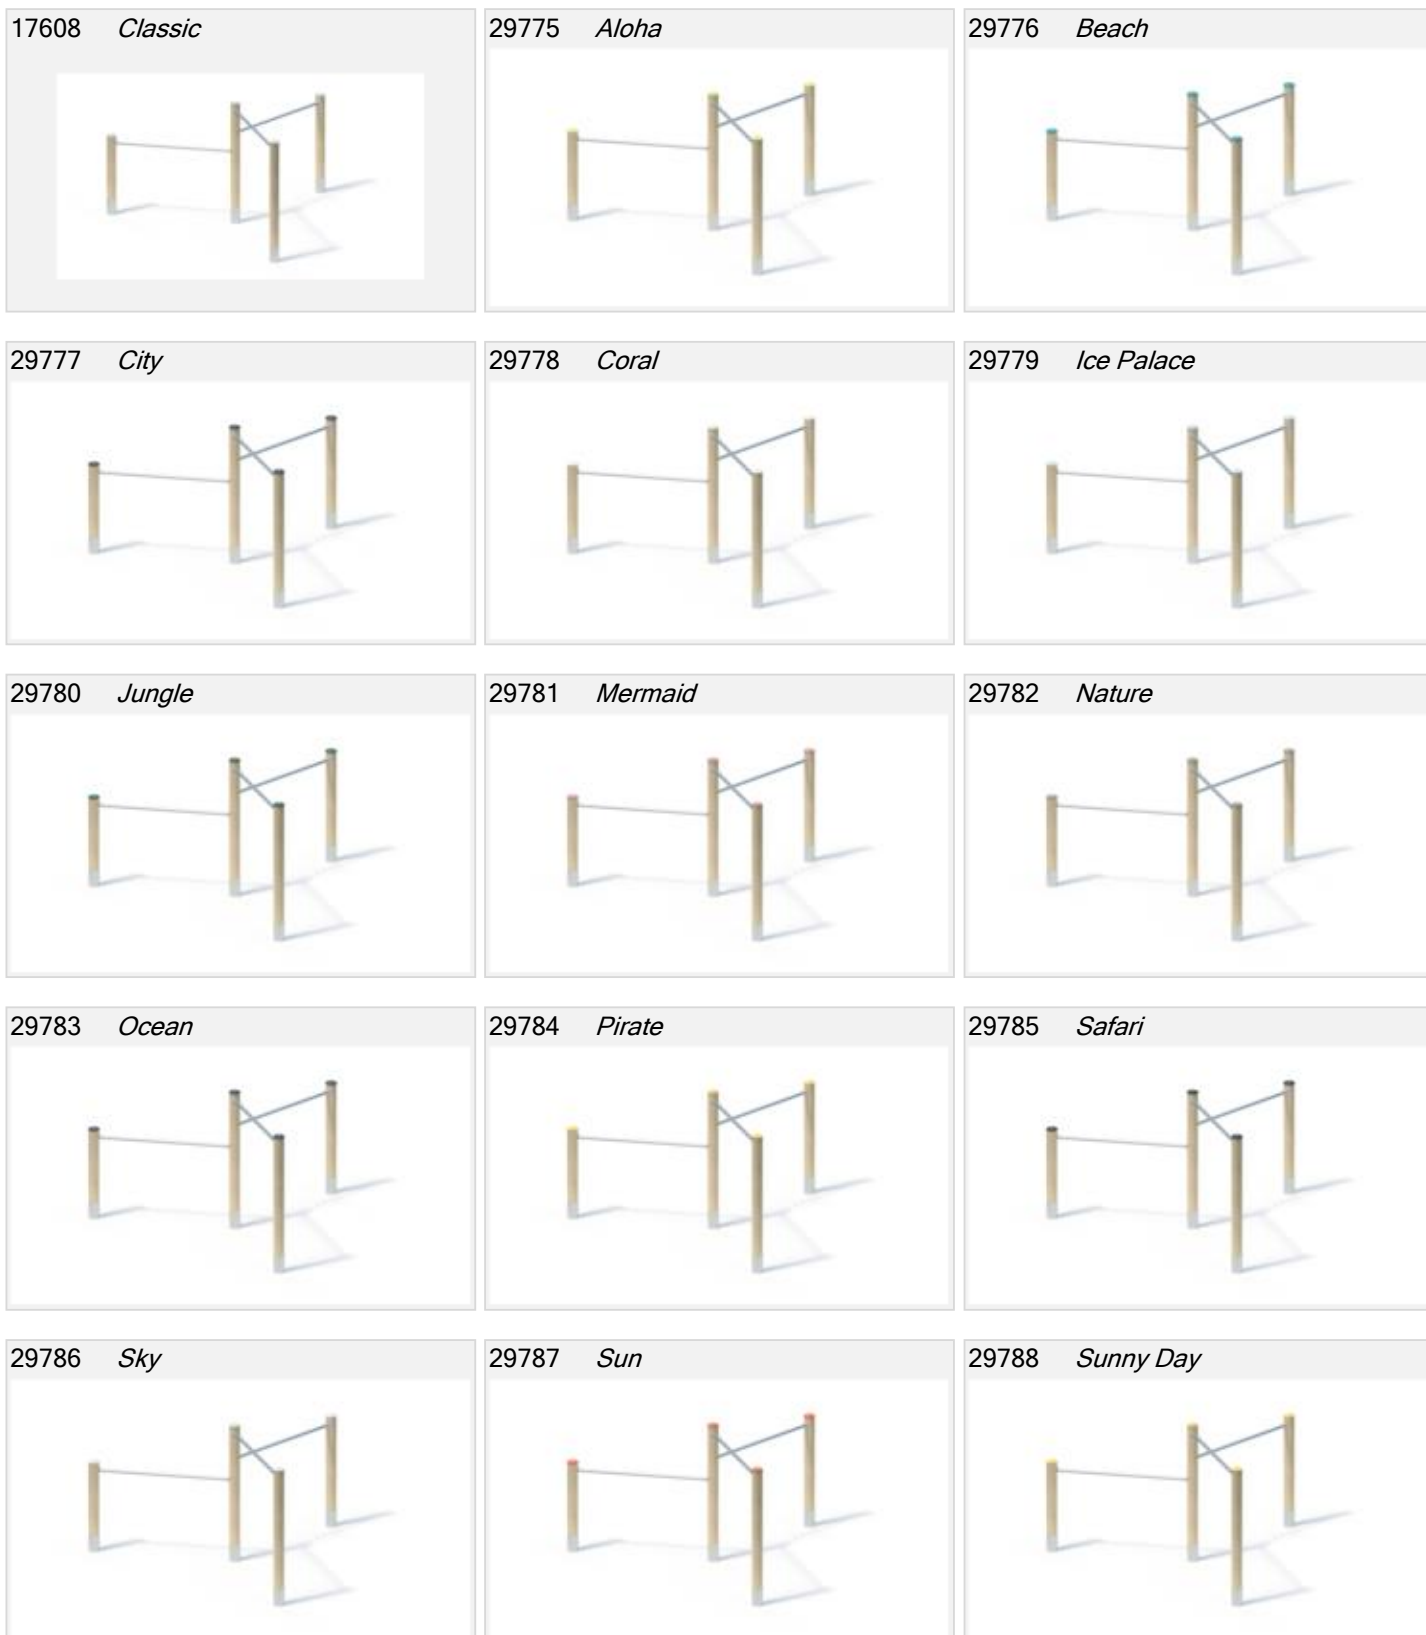 17608 Classic
29775 Aloha
29776 Beach
29777 City
29778 Coral
29779 Ice Palace
29780 Jungle
29781 Mermaid
29782 Nature
29783 Ocean
29784 Pirate
29785 Safari
29786 Sky
29787 Sun
29788 Sunny Day